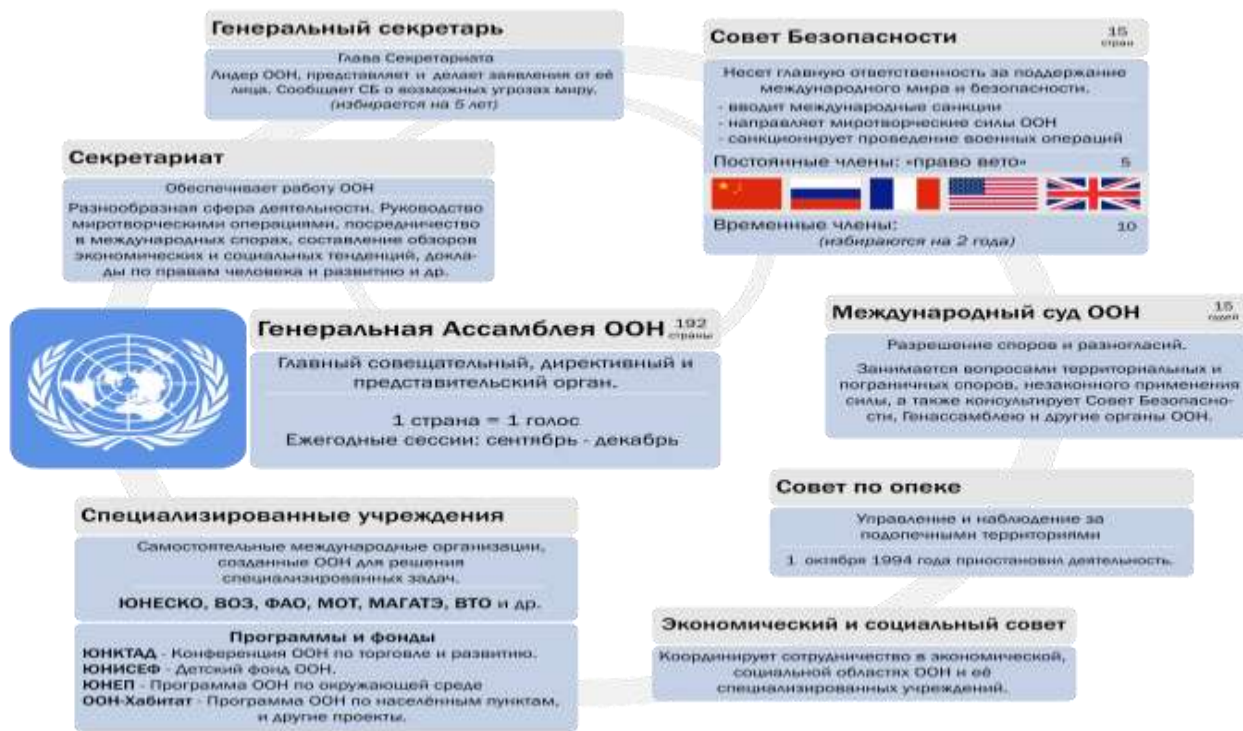 Генеральный секретарь
Глава Секретариата
Лидер ООН, представляет и делает заявления от её
лица. Сообщает СБ о возможных угрозах миру.
(избирается на 5 лет)
Совет Безопасности
15
стран
Несет главную ответственность за поддержание
международного мира и безопасности.
- вводит международные санкции
- направляет миротворческие силы ООН
- санкционирует проведение военных операций
Постоянные члены: «право вето» 5
Временные члены: 10
(избираются на 2 года)
Секретариат
Обеспечивает работу ООН
Разнообразная сфера деятельности. Руководство
миротворческими операциями, посредничество
в международных спорах, составление обзоров
экономических и социальных тенденций, докла-
ды по правам человека и развитию и др.
Генеральная Ассамблея ООН
192
страны
Главный совещательный, директивный и
представительский орган.
1 страна = 1 голос
Ежегодные сессии: сентябрь - декабрь
Международный суд ООН
15
судей
Разрешение споров и разногласий.
Занимается вопросами территориальных и
пограничных споров, незаконного применения
силы, а также консультирует Совет Безопасно-
сти, Генассамблею и другие органы ООН.
Совет по опеке
Управление и наблюдение за
подопечными территориями
1 октября 1994 года приостановил деятельность.
Специализированные учреждения
Самостоятельные международные организации,
созданные ООН для решения
специализированных задач.
ЮНЕСКО, ВОЗ, ФАО, МОТ, МАГАТЭ, ВТО и др.
Программы и фонды
ЮНКТАД - Конференция ООН по торговле и развитию.
ЮНИСЕФ - Детский фонд ООН.
ЮНЕП - Программа ООН по окружающей среде
ООН-Хабитат - Программа ООН по населённым пунктам,
и другие проекты.
Экономический и социальный совет
Координирует сотрудничество в экономической,
социальной областях ООН и её
специализированных учреждений.